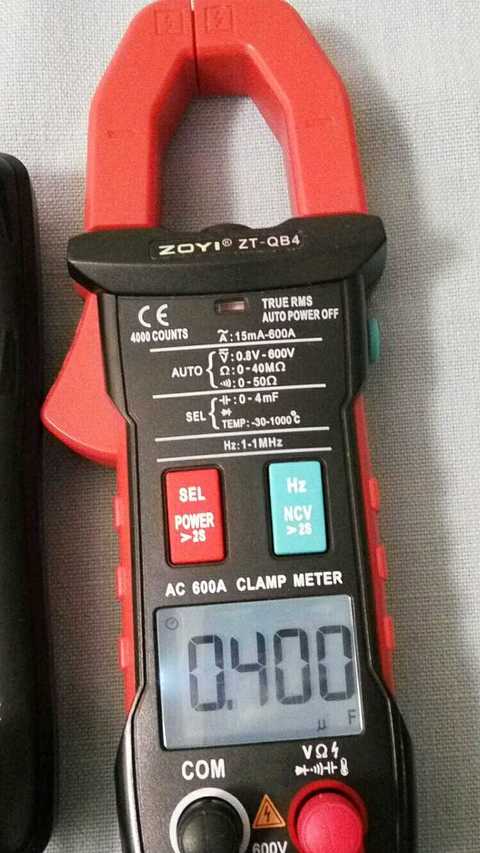 ZOYI® ZT-QB4
CE
TRUE RMS
AUTO POWER OFF
4000 COUNTS
Ã:15mA-600A
AUTO
V:0.8V-600V
Ω:0-40MΩ
:0-50Ω
SEL
:0-4mF
TEMP:-30-1000℃
Hz:1-1MHz
SEL
POWER
>2S
Hz
NCV
>2S
AC 600A CLAMP METER
0.400
μ F
COM
VΩ
600V